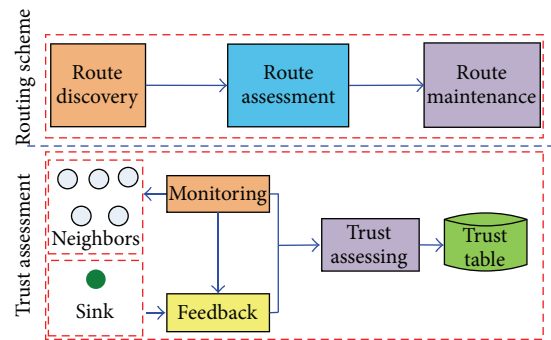 Routing scheme
Route
discovery
Route
assessment
Route
maintenance
Trust assessment
Neighbors
Monitoring
Trust
assessing
Trust
table
Sink
Feedback